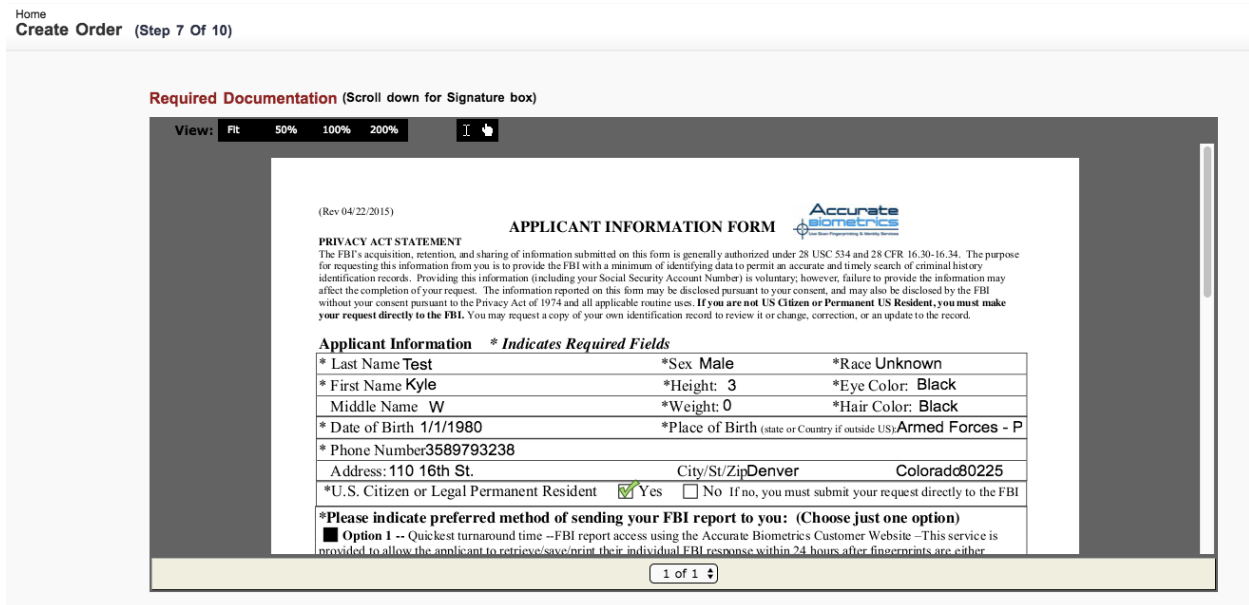 Home
Create Order (Step 7 Of 10)
Required Documentation (Scroll down for Signature box)
View: Fit 50% 100% 200%
(Rev 04/22/2015)
Accurate
Biometrics
Live Scan Fingerprinting & Identity Services
APPLICANT INFORMATION FORM
PRIVACY ACT STATEMENT
The FBI's acquisition, retention, and sharing of information submitted on this form is generally authorized under 28 USC 534 and 28 CFR 16.30-16.34. The purpose
for requesting this information from you is to provide the FBI with a minimum of identifying data to permit an accurate and timely search of criminal history
identification records. Providing this information (including your Social Security Account Number) is voluntary; however, failure to provide the information may
affect the completion of your request. The information reported on this form may be disclosed pursuant to your consent, and may also be disclosed by the FBI
without your consent pursuant to the Privacy Act of 1974 and all applicable routine uses. If you are not US Citizen or Permanent US Resident, you must make
your request directly to the FBI. You may request a copy of your own identification record to review it or change, correction, or an update to the record.
Applicant Information * Indicates Required Fields
* Last Name Test *Sex Male *Race Unknown
* First Name Kyle *Height: 3 *Eye Color: Black
Middle Name W *Weight: 0 *Hair Color: Black
* Date of Birth 1/1/1980 *Place of Birth (state or Country if outside US): Armed Forces - P
* Phone Number 3589793238
Address: 110 16th St. City/St/Zip Denver Colorado 80225
*U.S. Citizen or Legal Permanent Resident Yes No If no, you must submit your request directly to the FBI
*Please indicate preferred method of sending your FBI report to you: (Choose just one option)
Option 1 -- Quickest turnaround time --FBI report access using the Accurate Biometrics Customer Website –This service is
provided to allow the applicant to retrieve/save/print their individual FBI response within 24 hours after fingerprints are either
1 of 1